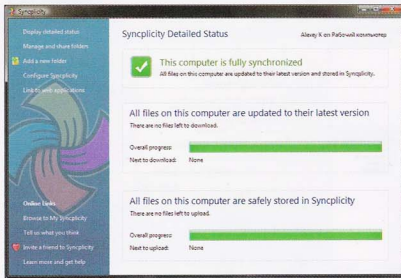 Syncplicity
Display detailed status
Manage and share folders
Add a new folder
Configure Syncplicity
Link to web applications
Online Links
Browse to My Syncplicity
Tell us what you think
Invite a friend to Syncplicity
Learn more and get help
Syncplicity Detailed Status
Alexey K on РаБочий компьютер
This computer is fully synchronized
All files on this computer are updated to their latest version and stored in Syncplicity.
All files on this computer are updated to their latest version
There are no files left to download.
Overall progress:
Next to download: None
All files on this computer are safely stored in Syncplicity
There are no files left to upload.
Overall progress:
Next to upload: None